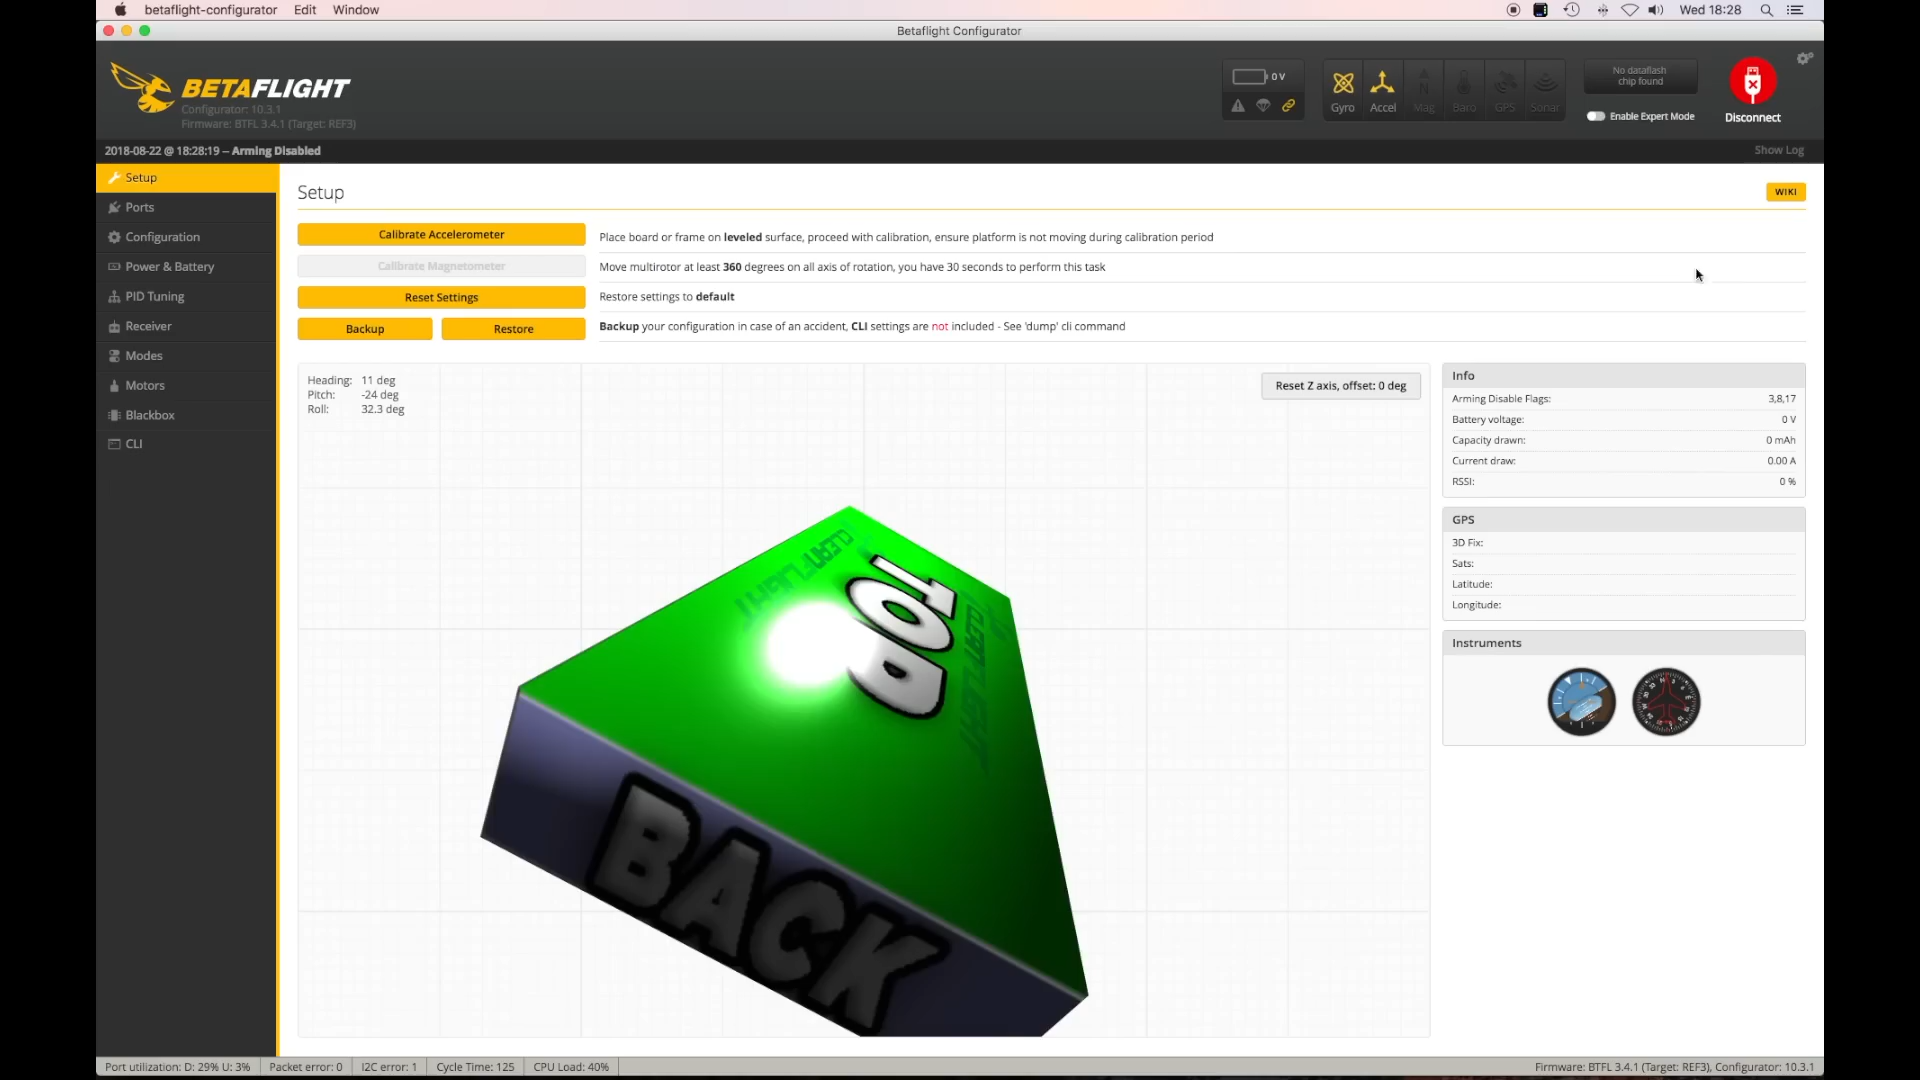 betaflight-configurator Edit Window
Wed 18:28
Betaflight Configurator
BETAFLIGHT
Configurator: 10.3.1
Firmware: BTFL 3.4.1 (Target: REF3)
0 V
Gyro Accel Mag Baro GPS Sonar
No dataflash
chip found
Enable Expert Mode
Disconnect
2018-08-22 @ 18:28:19 -- Arming Disabled
Show Log
Setup
Ports
Configuration
Power & Battery
PID Tuning
Receiver
Modes
Motors
Blackbox
CLI
Setup
WIKI
Calibrate Accelerometer
Place board or frame on leveled surface, proceed with calibration, ensure platform is not moving during calibration period
Calibrate Magnetometer
Move multirotor at least 360 degrees on all axis of rotation, you have 30 seconds to perform this task
Reset Settings
Restore settings to default
Backup Restore
Backup your configuration in case of an accident, CLI settings are not included - See 'dump' cli command
Heading: 11 deg
Pitch: -24 deg
Roll: 32.3 deg
Reset Z axis, offset: 0 deg
CLEANFLIGHT
TOP
CLEANFLIGHT
BACK
Info
Arming Disable Flags: 3,8,17
Battery voltage: 0 V
Capacity drawn: 0 mAh
Current draw: 0.00 A
RSSI: 0 %
GPS
3D Fix:
Sats:
Latitude:
Longitude:
Instruments
Port utilization: D: 29% U: 3% Packet error: 0 I2C error: 1 Cycle Time: 125 CPU Load: 40%
Firmware: BTFL 3.4.1 (Target: REF3), Configurator: 10.3.1